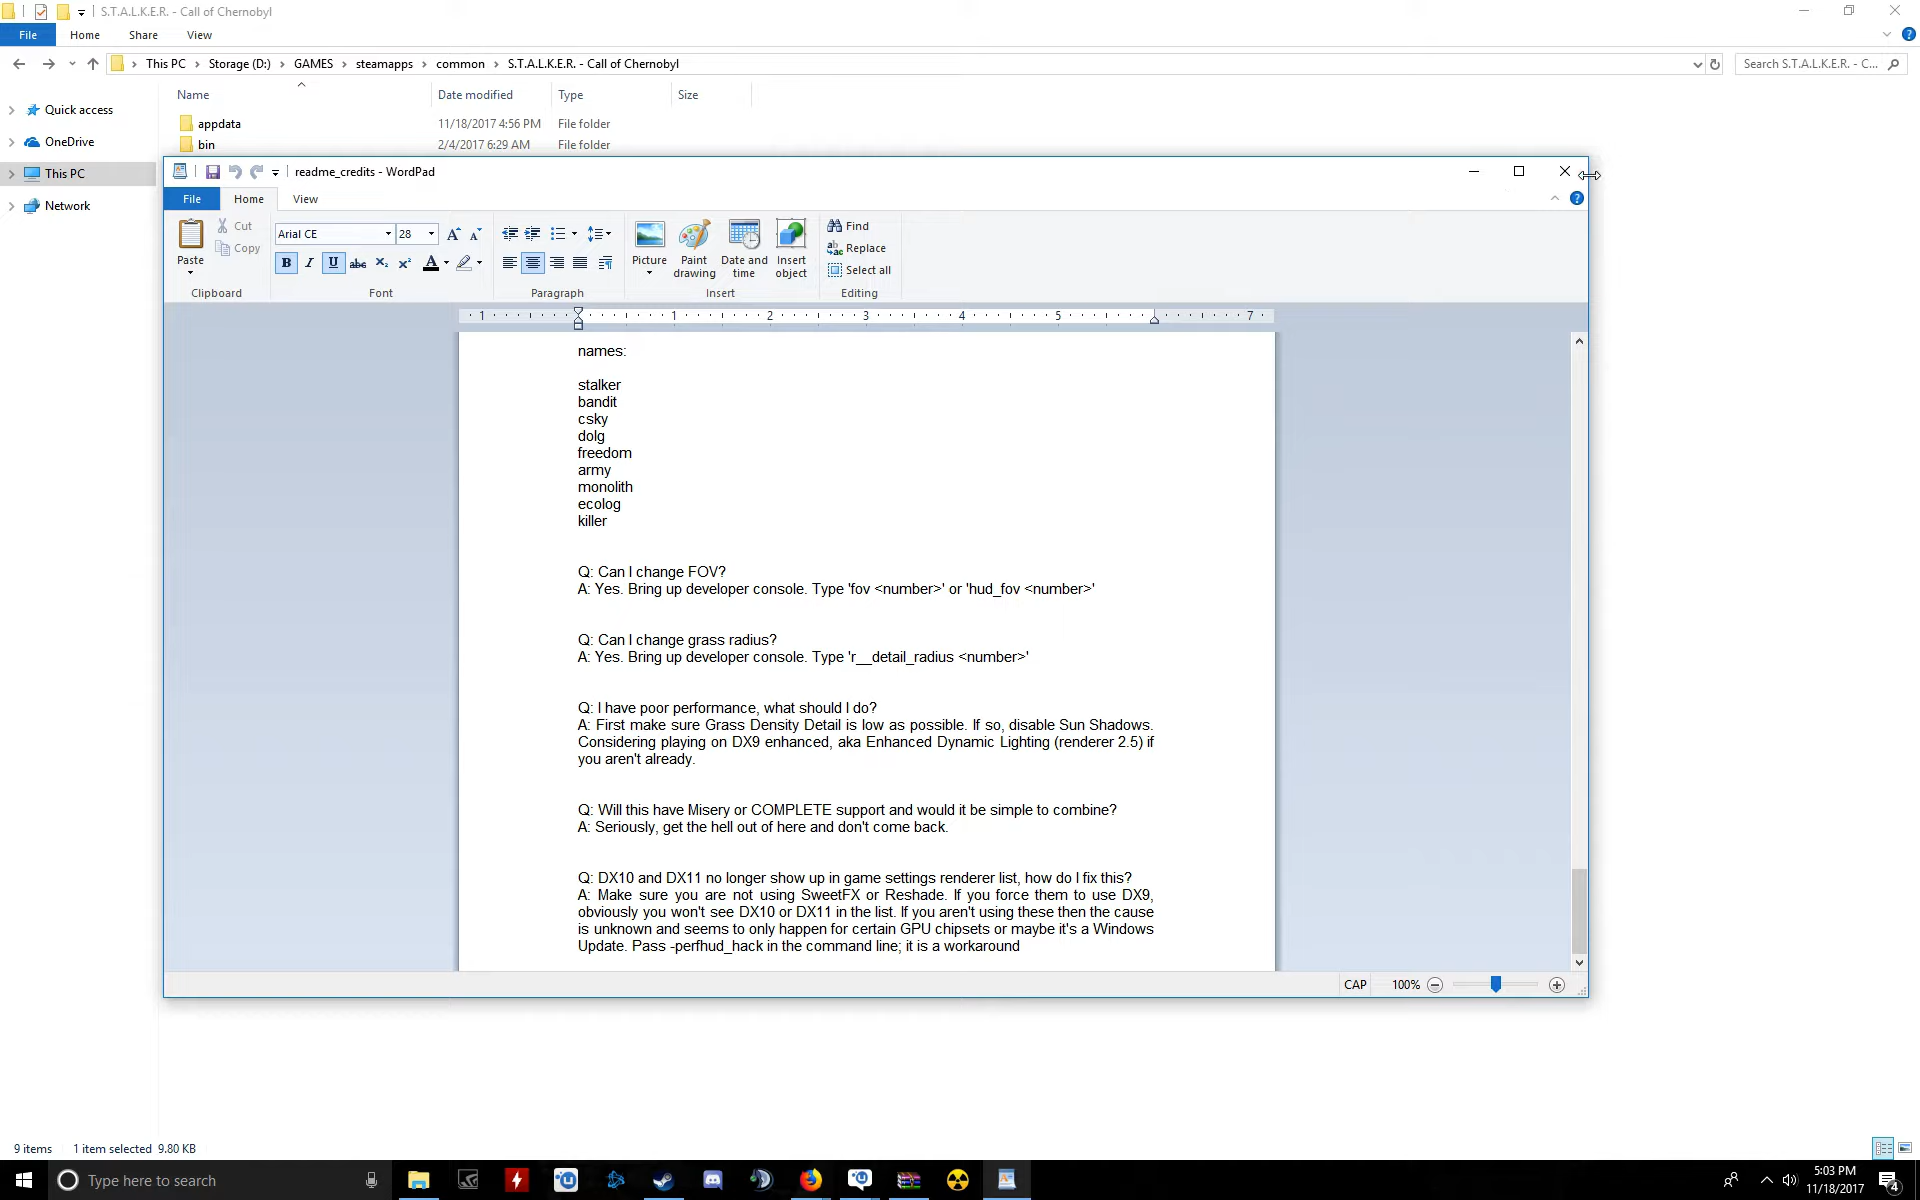 S.T.A.L.K.E.R. - Call of Chernobyl
File Home Share View
This PC Storage (D:) GAMES steamapps common S.T.A.L.K.E.R. - Call of Chernobyl
Search S.T.A.L.K.E.R. - C...
Name Date modified Type Size
Quick access
OneDrive
This PC
Network
appdata 11/18/2017 4:56 PM File folder
bin 2/4/2017 6:29 AM File folder
readme_credits - WordPad
File Home View
Paste
Cut
Copy
Clipboard
Arial CE 28
B I U abc X₂ X² A
Font
Paragraph
Picture
Paint drawing
Date and time
Insert object
Insert
Find
Replace
Select all
Editing
1 1 2 3 4 5 7
names:
stalker
bandit
csky
dolg
freedom
army
monolith
ecolog
killer
Q: Can I change FOV?
A: Yes. Bring up developer console. Type 'fov <number>' or 'hud_fov <number>'
Q: Can I change grass radius?
A: Yes. Bring up developer console. Type 'r__detail_radius <number>'
Q: I have poor performance, what should I do?
A: First make sure Grass Density Detail is low as possible. If so, disable Sun Shadows.
Considering playing on DX9 enhanced, aka Enhanced Dynamic Lighting (renderer 2.5) if
you aren't already.
Q: Will this have Misery or COMPLETE support and would it be simple to combine?
A: Seriously, get the hell out of here and don't come back.
Q: DX10 and DX11 no longer show up in game settings renderer list, how do I fix this?
A: Make sure you are not using SweetFX or Reshade. If you force them to use DX9,
obviously you won't see DX10 or DX11 in the list. If you aren't using these then the cause
is unknown and seems to only happen for certain GPU chipsets or maybe it's a Windows
Update. Pass -perfhud_hack in the command line; it is a workaround
CAP 100%
9 items 1 item selected 9.80 KB
Type here to search
5:03 PM
11/18/2017
4